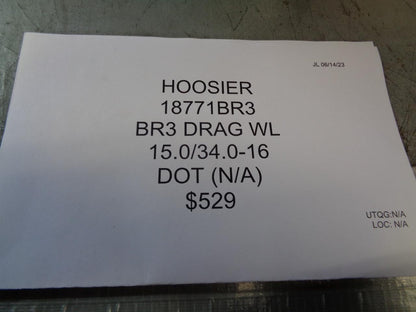 JL 06/14/23
HOOSIER
18771BR3
BR3 DRAG WL
15.0/34.0-16
DOT (N/A)
$529
UTQG:N/A
LOC: N/A